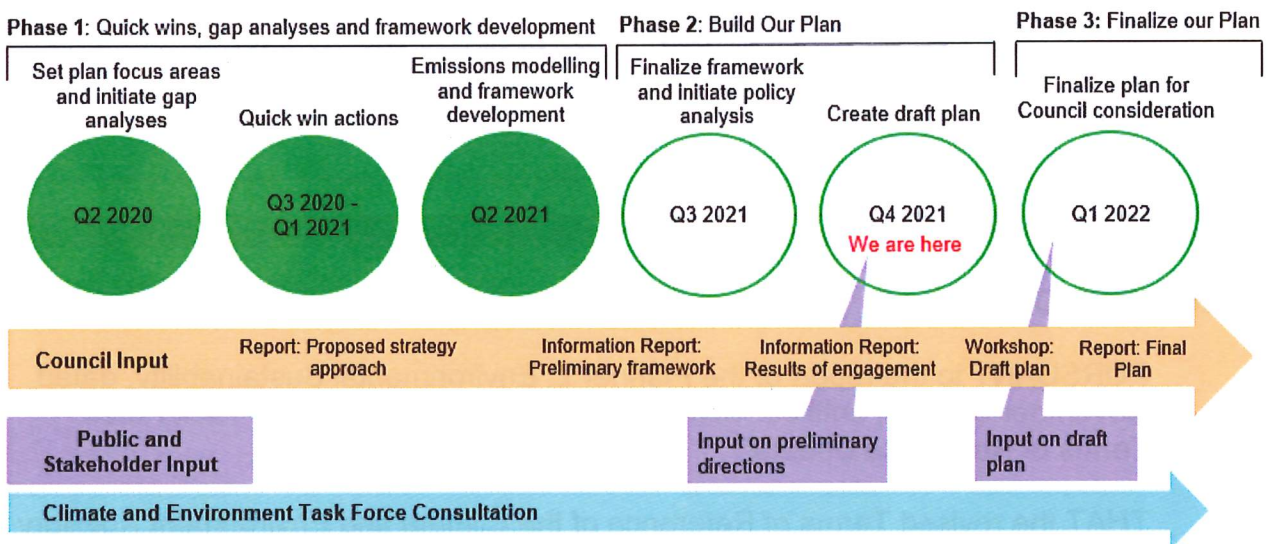 Phase 1: Quick wins, gap analyses and framework development
Phase 2: Build Our Plan
Phase 3: Finalize our Plan
Set plan focus areas
and initiate gap
analyses
Quick win actions
Emissions modelling
and framework
development
Finalize framework
and initiate policy
analysis
Create draft plan
Finalize plan for
Council consideration
Q2 2020
Q3 2020 -
Q1 2021
Q2 2021
Q3 2021
Q4 2021
We are here
Q1 2022
Council Input
Report: Proposed strategy
approach
Information Report:
Preliminary framework
Information Report:
Results of engagement
Workshop:
Draft plan
Report: Final
Plan
Public and
Stakeholder Input
Input on preliminary
directions
Input on draft
plan
Climate and Environment Task Force Consultation